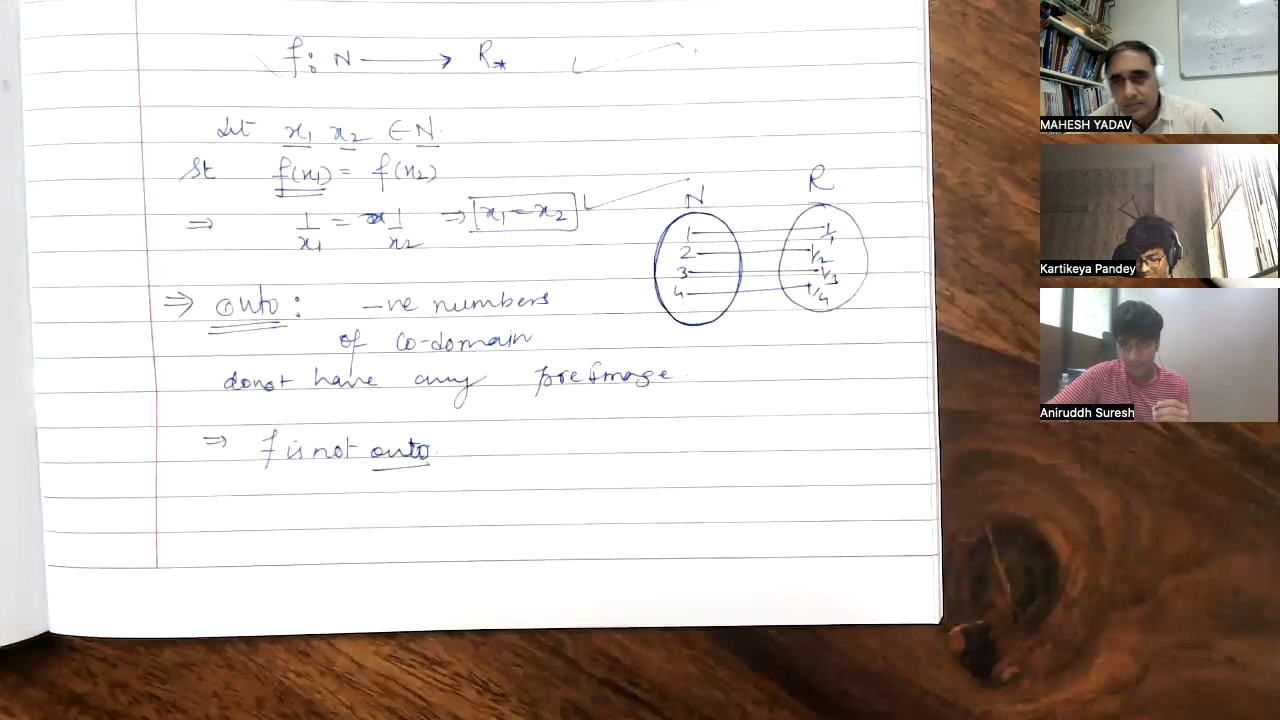 f: N → R*
Let x₁ x₂ ∈ N.
St f(x₁) = f(x₂)
⇒ 1/x₁ = 1/x₂ ⇒ x₁ = x₂
N R
1 1/1
2 1/2
3 1/3
4 1/4
⇒ onto: -ve numbers
of co-domain
donot have any preImage.
⇒ f is not onto.
MAHESH YADAV
Kartikeya Pandey
Aniruddh Suresh